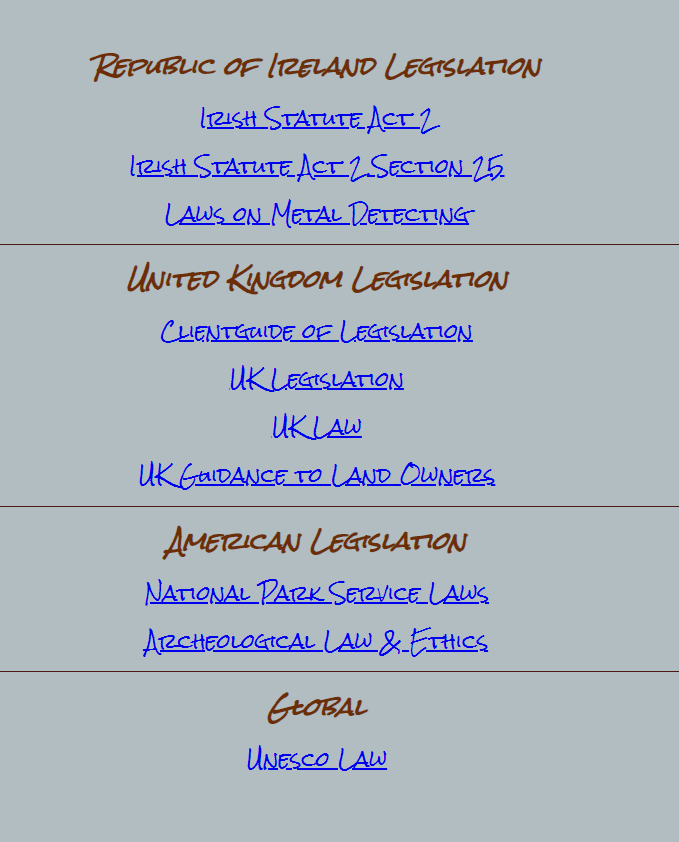 Republic of Ireland Legislation
Irish Statute Act 2
Irish Statute Act 2 Section 25
Laws on Metal Detecting
United Kingdom Legislation
Clientguide of Legislation
UK Legislation
UK Law
UK Guidance to Land Owners
American Legislation
National Park Service Laws
Archeological Law & Ethics
Global
Unesco Law